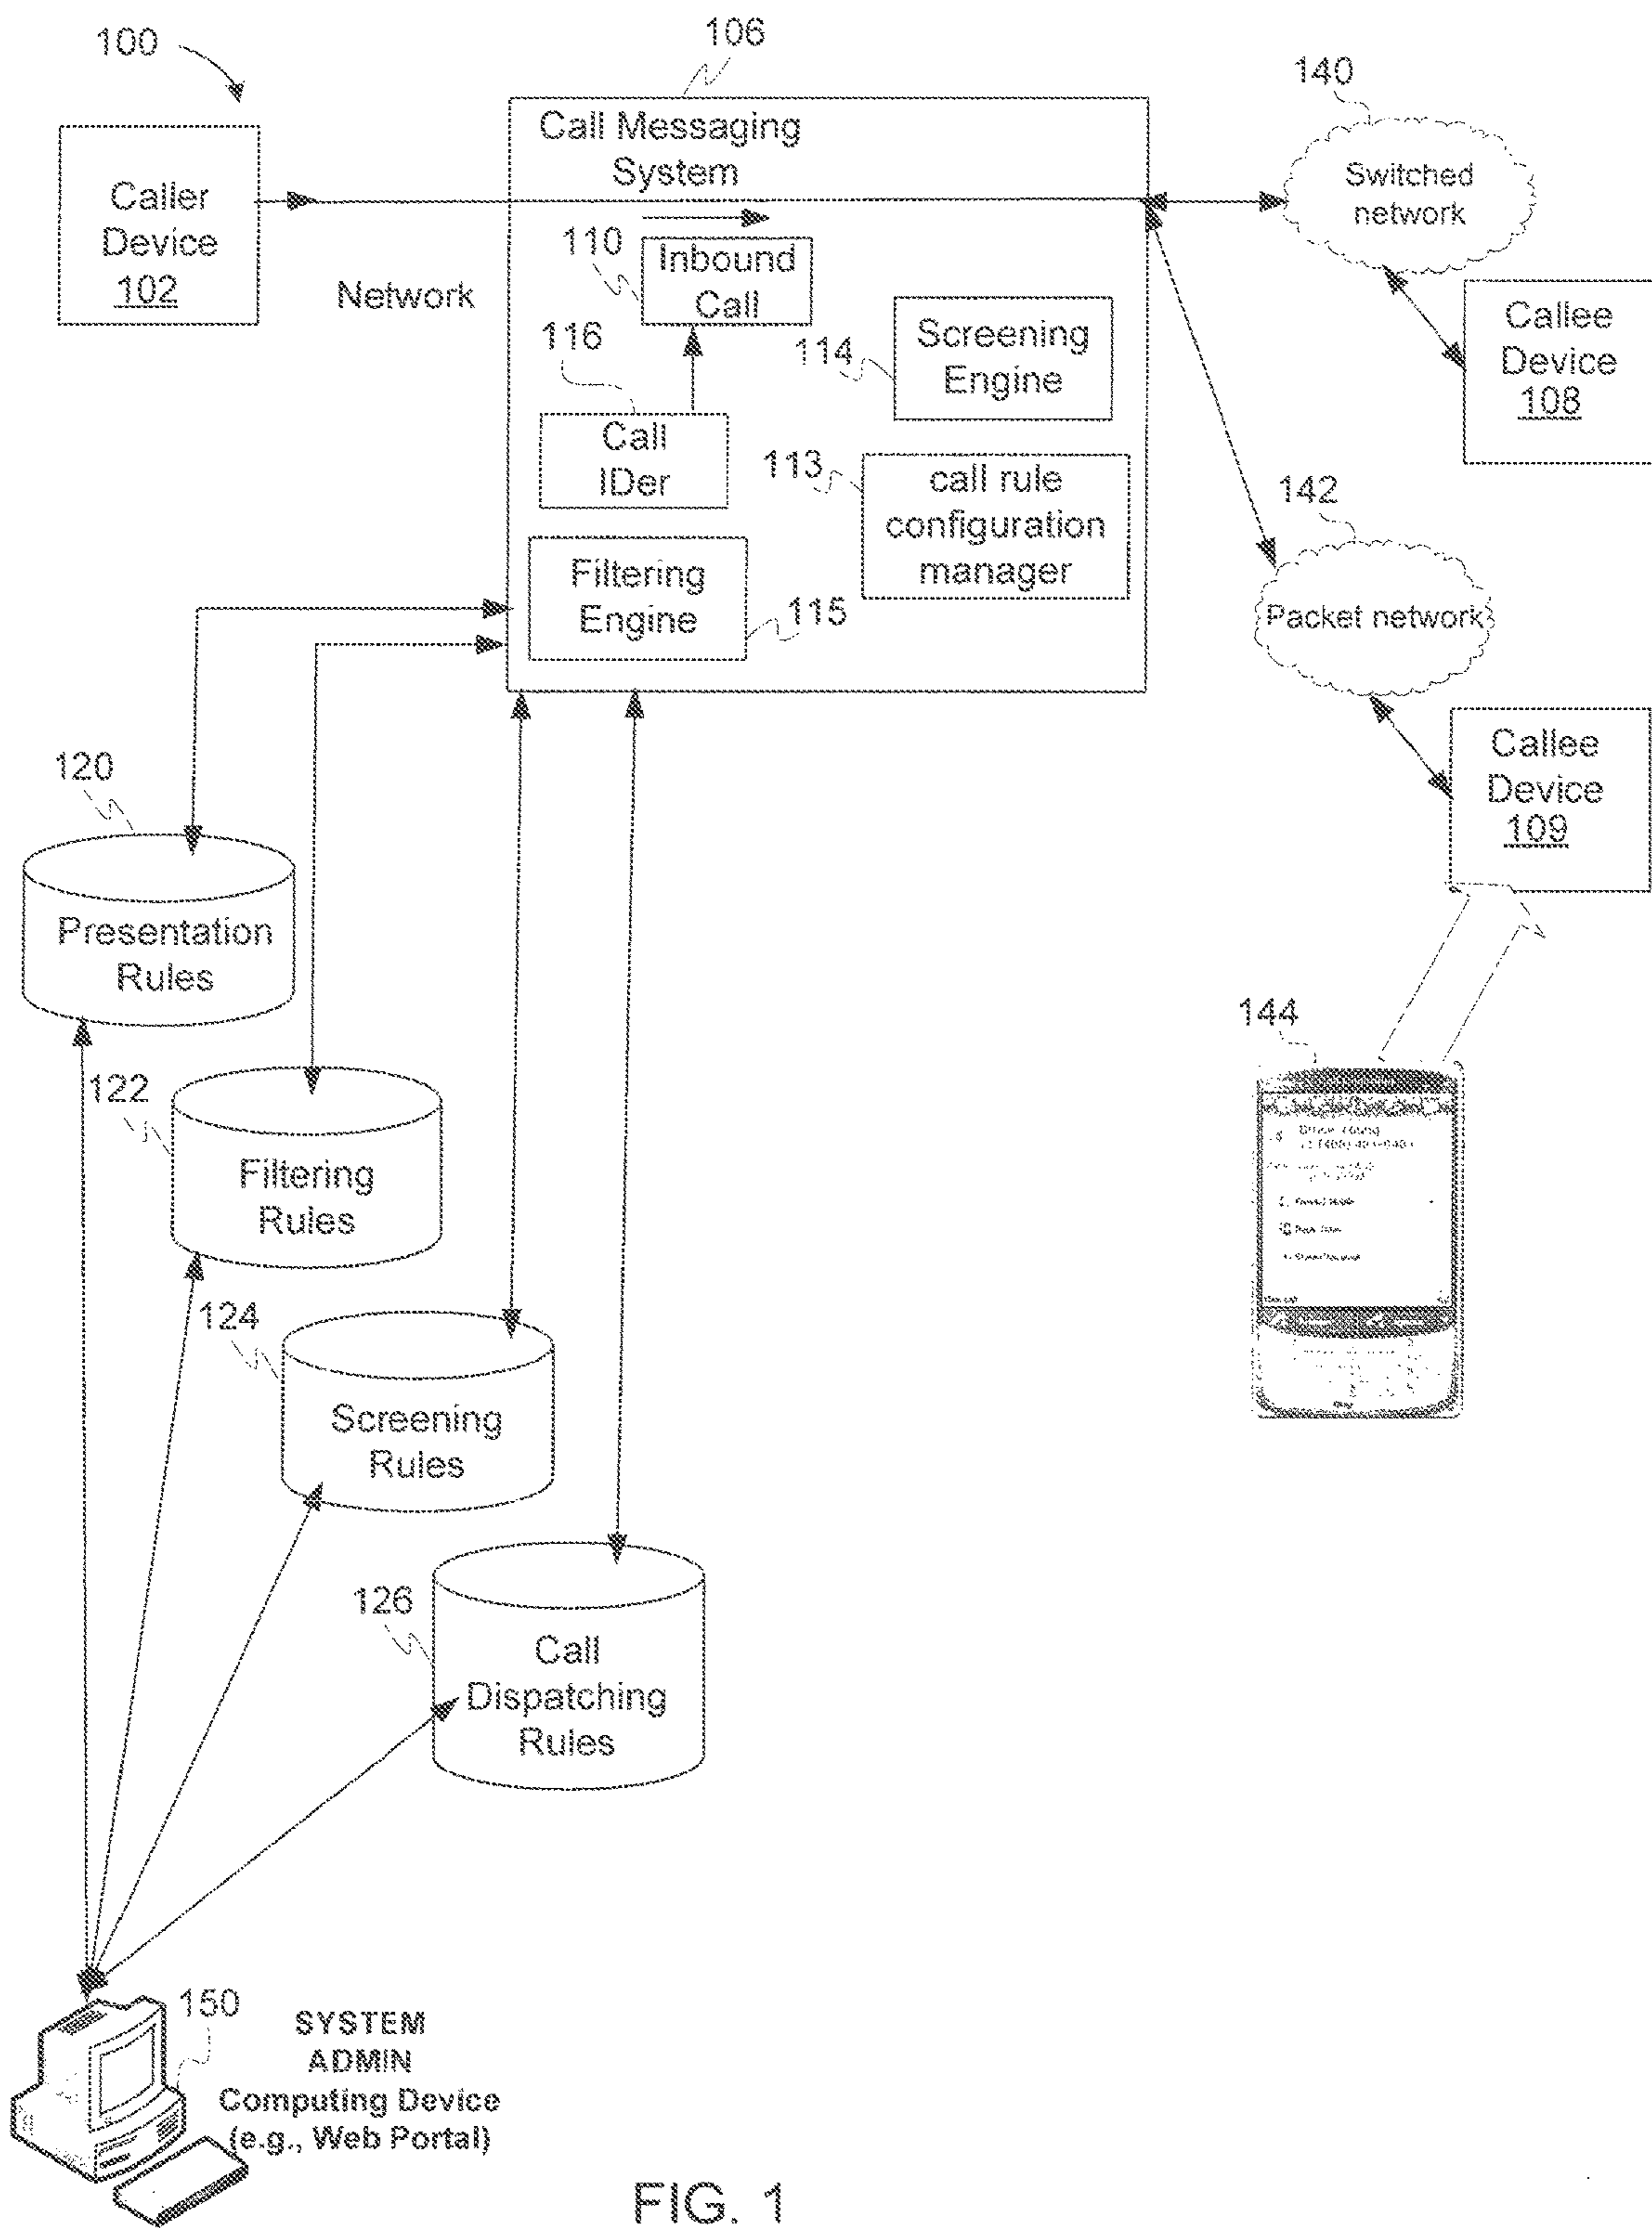 100
106
140
Call Messaging
System
Caller
Device
102
Switched
network
110
Inbound
Call
Network
Callee
Device
108
116
114
Screening
Engine
Call
IDer
113
call rule
configuration
manager
142
Filtering
Engine
115
Packet network
120
Callee
Device
109
Presentation
Rules
144
122
Filtering
Rules
124
Screening
Rules
126
Call
Dispatching
Rules
150
SYSTEM
ADMIN
Computing Device
(e.g., Web Portal)
FIG. 1